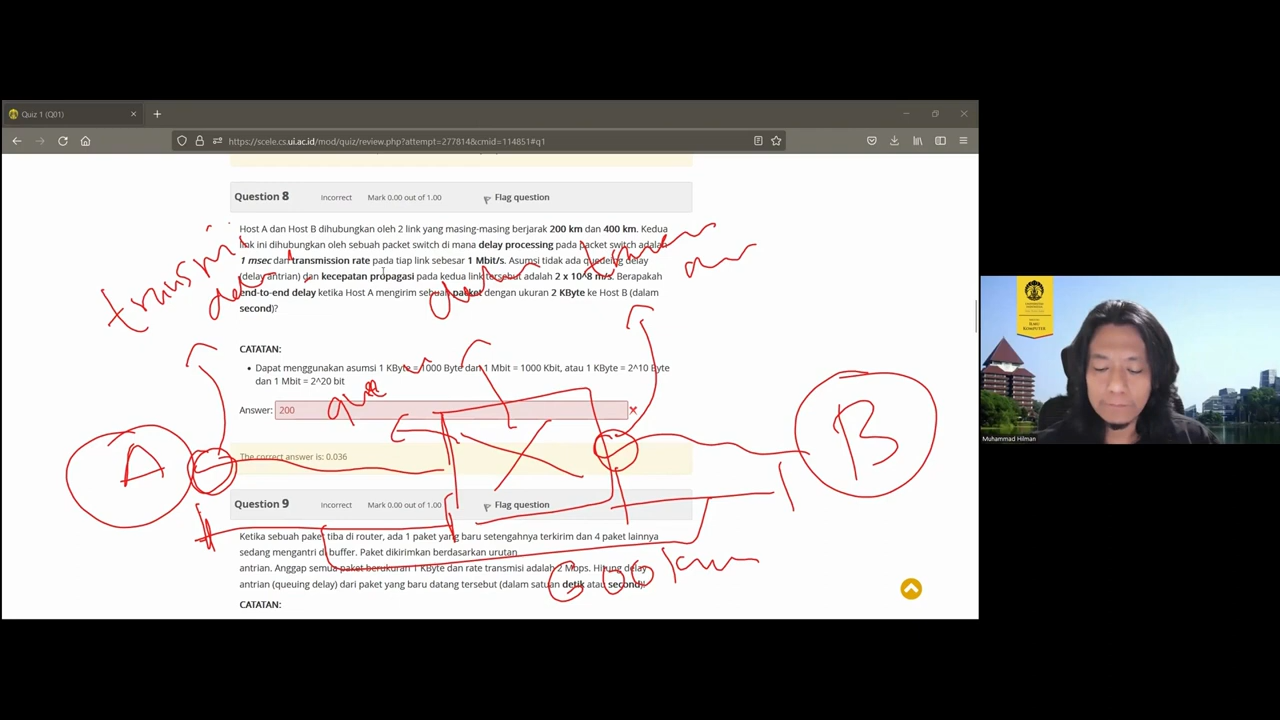 Quiz 1 (Q01)
https://scele.cs.ui.ac.id/mod/quiz/review.php?attempt=277814&cmid=114851#q1
Question 8
Incorrect
Mark 0.00 out of 1.00
Flag question
Host A dan Host B dihubungkan oleh 2 link yang masing-masing berjarak 200 km dan 400 km. Kedua
link ini dihubungkan oleh sebuah packet switch di mana delay processing pada packet switch adalah
1 msec dan transmission rate pada tiap link sebesar 1 Mbit/s. Asumsi tidak ada queueing delay
(delay antrian) dan kecepatan propagasi pada kedua link tersebut adalah 2 x 10^8 m/s. Berapakah
end-to-end delay ketika Host A mengirim sebuah packet dengan ukuran 2 KByte ke Host B (dalam
second)?
CATATAN:
Dapat menggunakan asumsi 1 KByte = 1000 Byte dan 1 Mbit = 1000 Kbit, atau 1 KByte = 2^10 Byte
dan 1 Mbit = 2^20 bit
Answer: 200
The correct answer is: 0.036
A
B
00 km
Question 9
Incorrect
Mark 0.00 out of 1.00
Flag question
Ketika sebuah paket tiba di router, ada 1 paket yang baru setengahnya terkirim dan 4 paket lainnya
sedang mengantri di buffer. Paket dikirimkan berdasarkan urutan
antrian. Anggap semua paket berukuran 1 KByte dan rate transmisi adalah 2 Mbps. Hitung delay
antrian (queuing delay) dari paket yang baru datang tersebut (dalam satuan detik atau second)!
CATATAN:
Muhammad Hilman
UNIVERSITAS
INDONESIA
ILMU
KOMPUTER